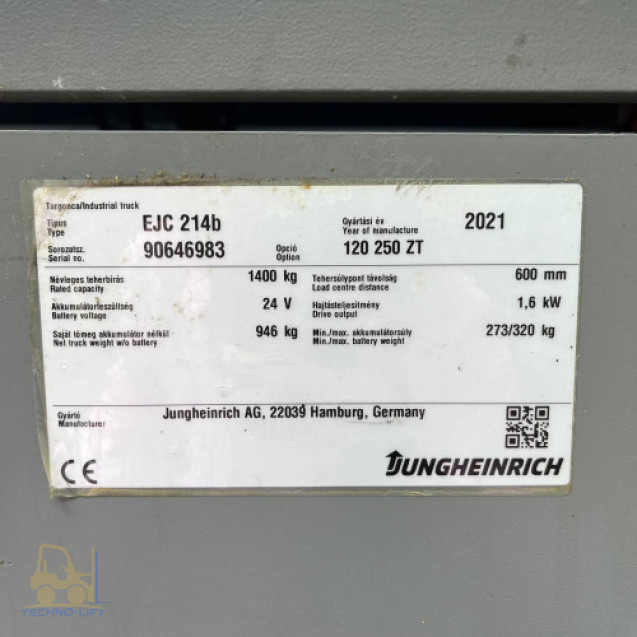 Targonca/Industrial truck
Típus EJC 214b Gyártási év 2021
Type Year of manufacture
Sorozatsz. 90646983 Opció 120 250 ZT
Serial no. Option
Névleges teherbírás 1400 kg Tehersúlypont távolság 600 mm
Rated capacity Load centre distance
Akkumulátorfeszültség 24 V Hajtásteljesítmény 1,6 kW
Battery voltage Drive output
Saját tömeg akkumulátor nélkül 946 kg Min./max. akkumulátorsúly 273/320 kg
Net truck weight w/o battery Min./max. battery weight
Gyártó Jungheinrich AG, 22039 Hamburg, Germany
Manufacturer
CE JUNGHEINRICH
TECHNO-LIFT